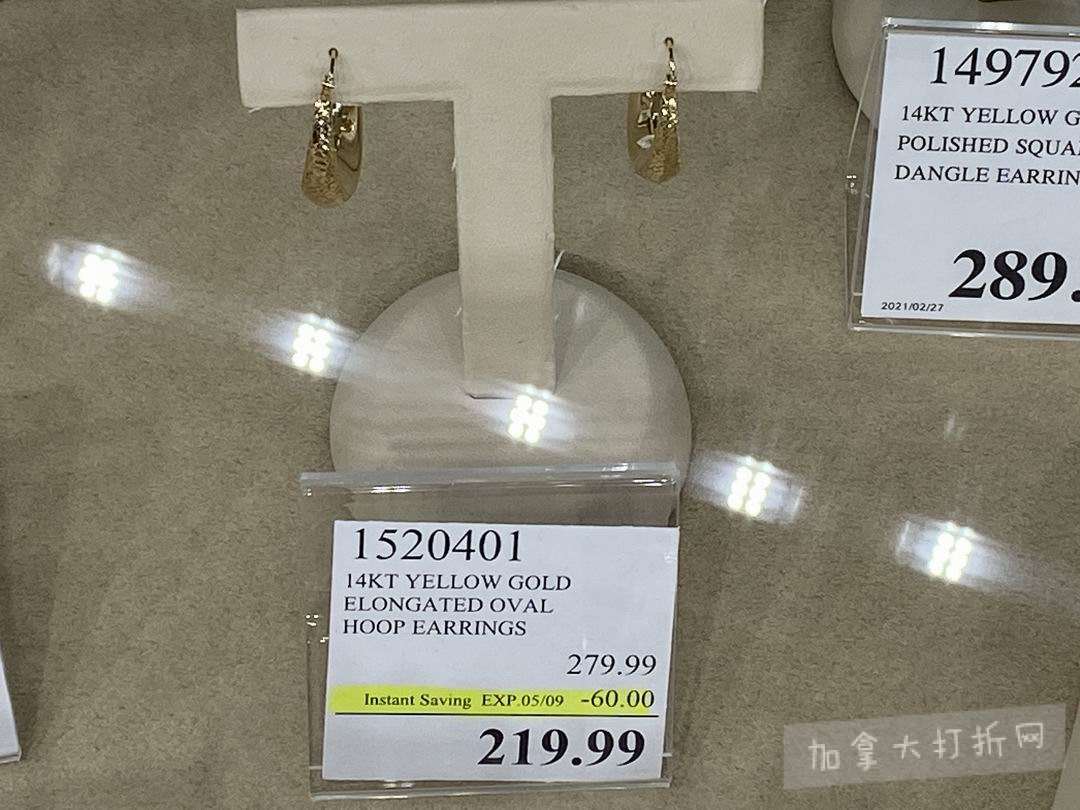 1520401
14KT YELLOW GOLD
ELONGATED OVAL
HOOP EARRINGS
279.99
Instant Saving EXP.05/09 -60.00
219.99
149792
14KT YELLOW G
POLISHED SQUA
DANGLE EARRIN
289.
2021/02/27
加拿大打折网